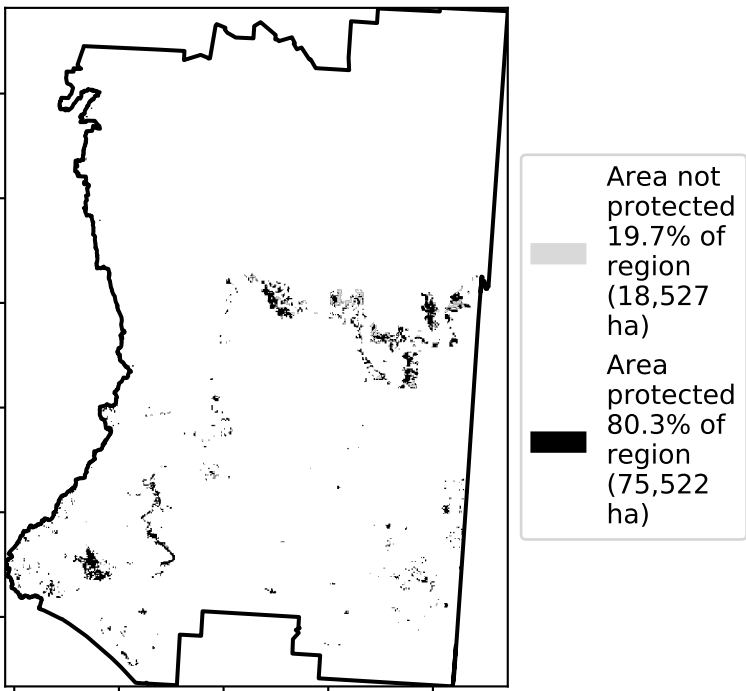 Area not
protected
19.7% of
region
(18,527
ha)
Area
protected
80.3% of
region
(75,522
ha)